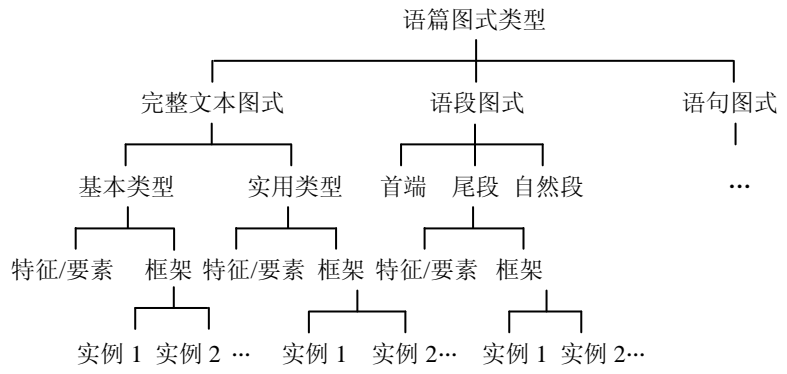 语篇图式类型
完整文本图式 语段图式 语句图式
基本类型 实用类型 首端 尾段 自然段 …
特征/要素 框架 特征/要素 框架 特征/要素 框架
实例 1 实例 2 … 实例 1 实例 2… 实例 1 实例 2…